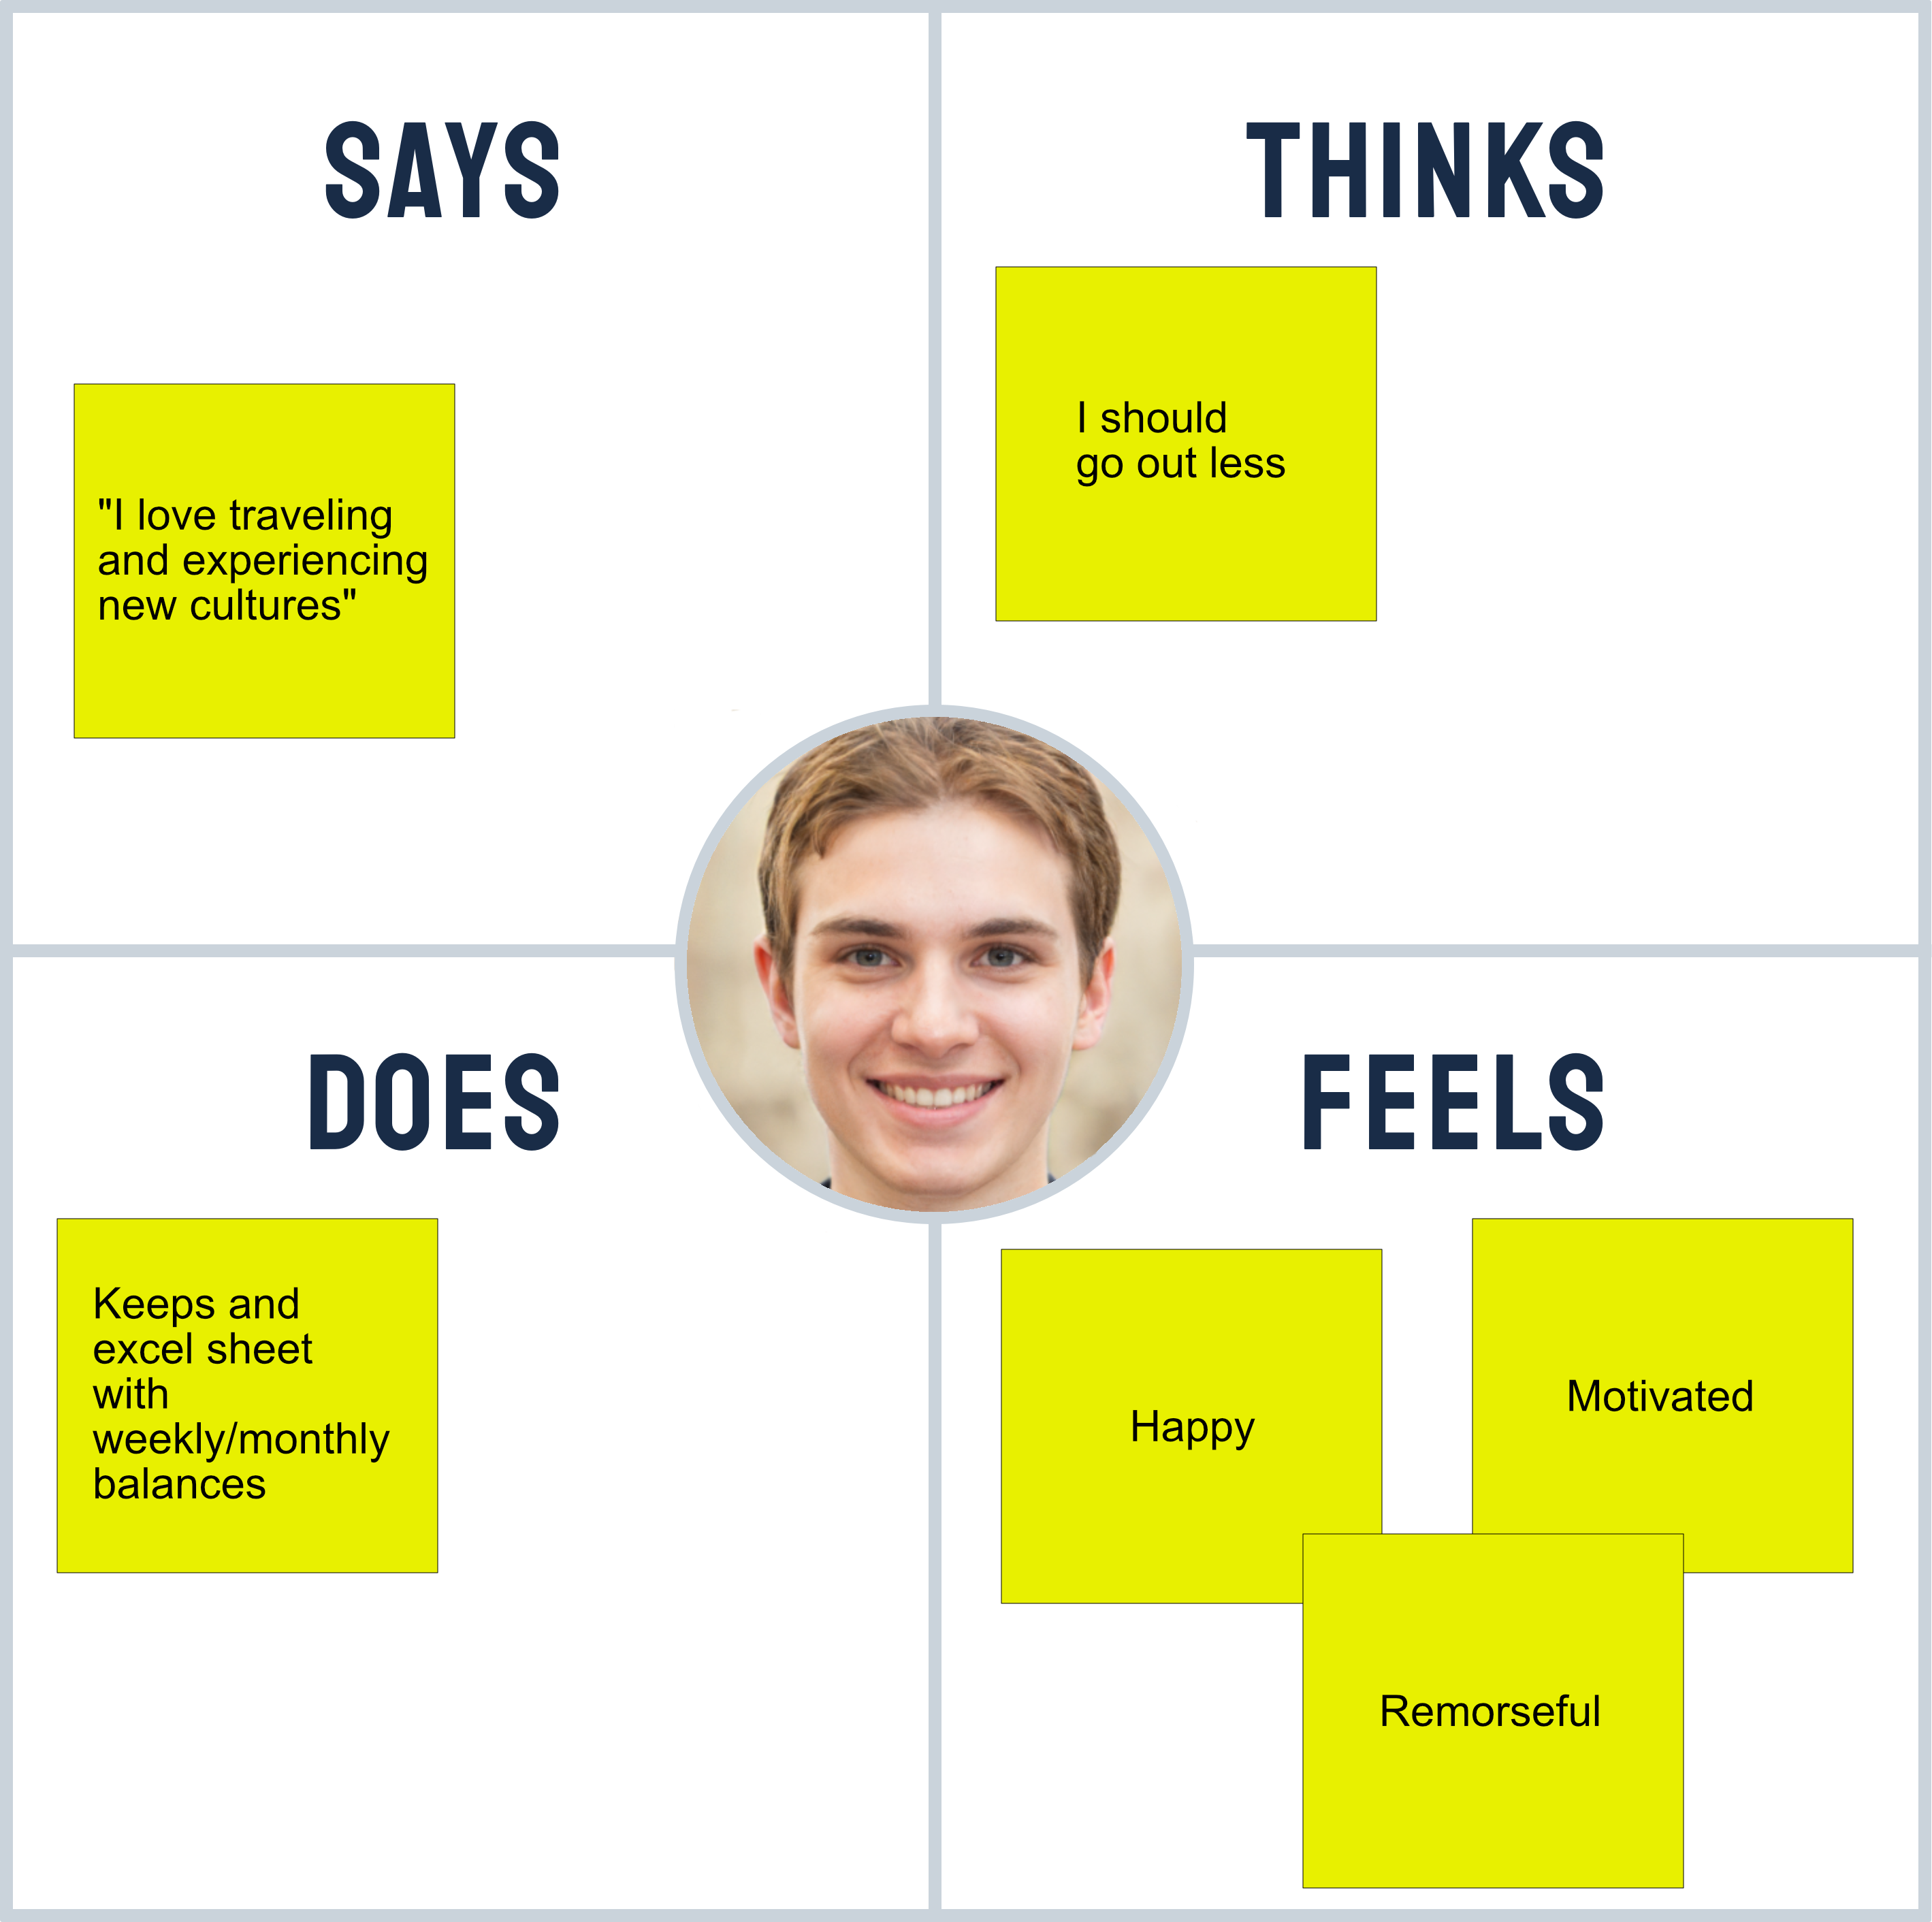 SAYS
"I love traveling
and experiencing
new cultures"
THINKS
I should
go out less
DOES
Keeps and
excel sheet
with
weekly/monthly
balances
FEELS
Happy
Motivated
Remorseful